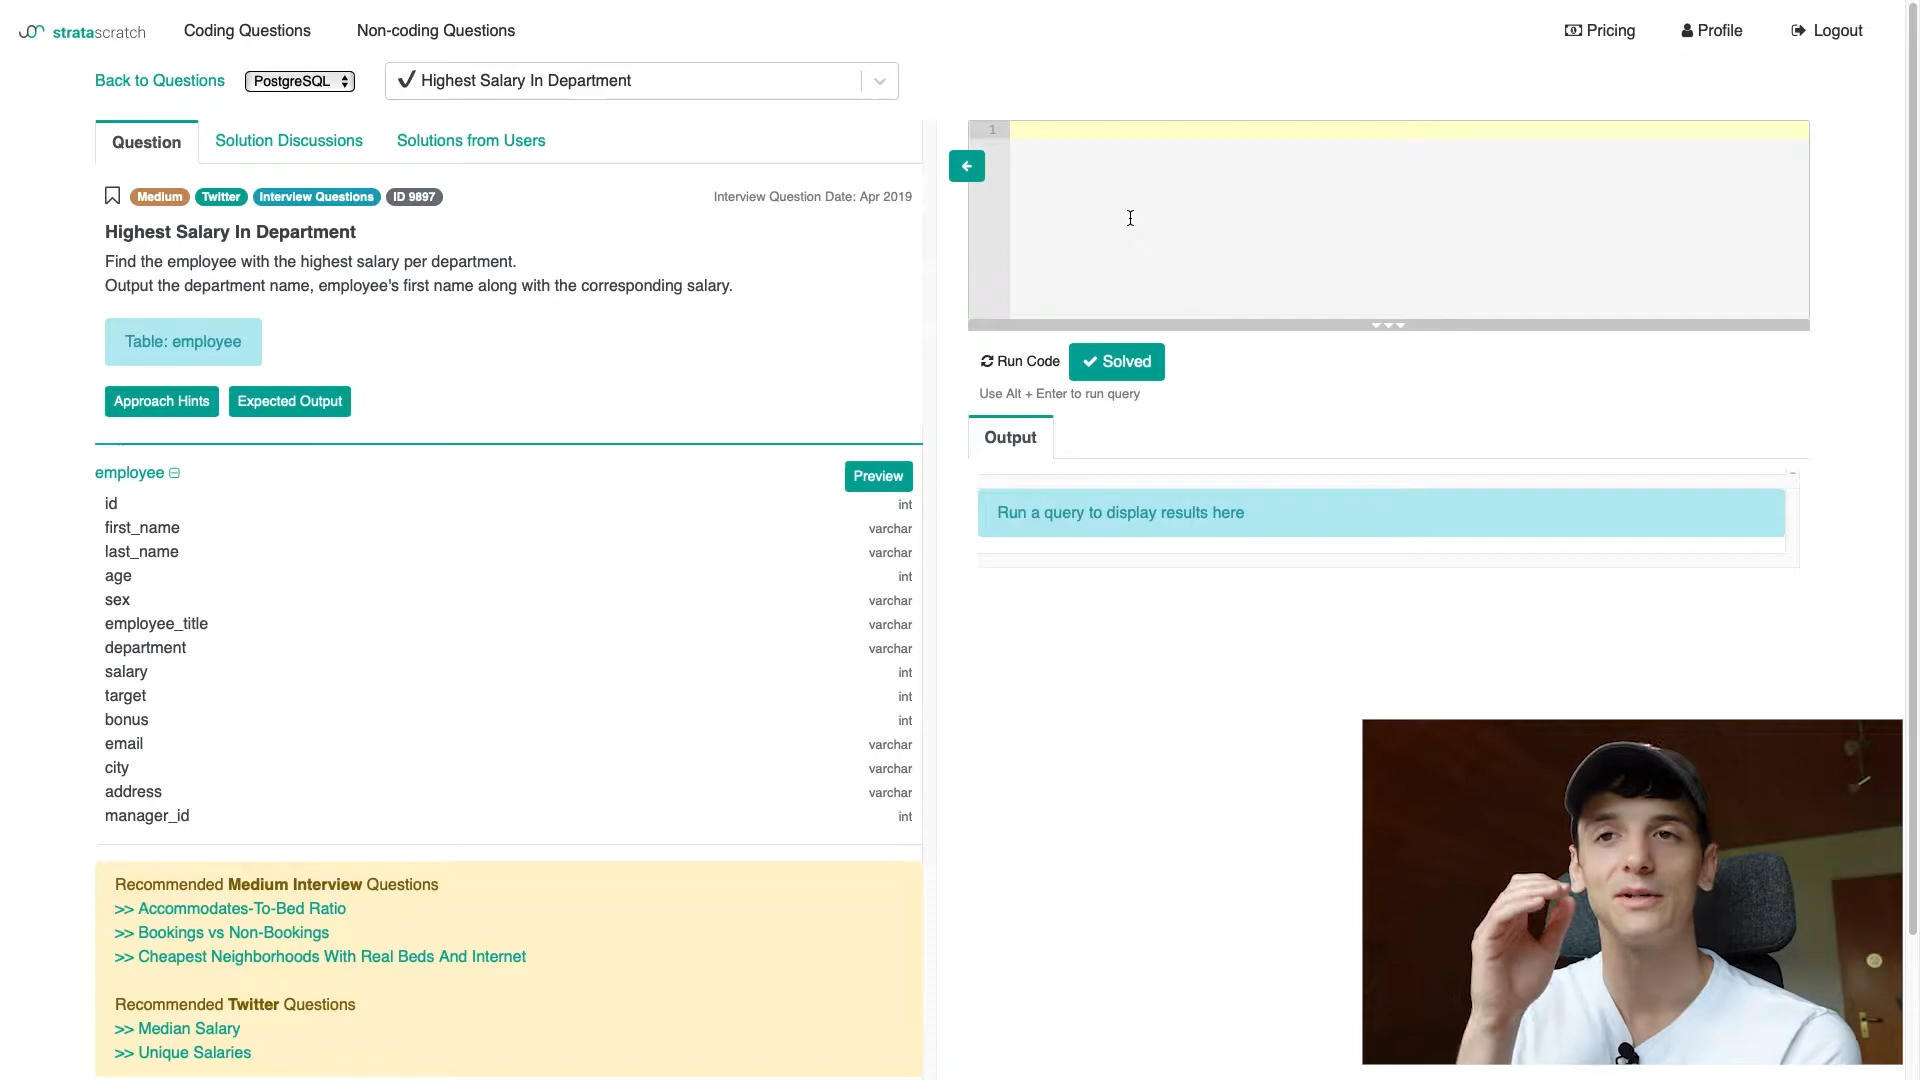 stratascratch Coding Questions Non-coding Questions Pricing Profile Logout
Back to Questions PostgreSQL Highest Salary In Department
Question Solution Discussions Solutions from Users
Medium Twitter Interview Questions ID 9897 Interview Question Date: Apr 2019
Highest Salary In Department
Find the employee with the highest salary per department.
Output the department name, employee's first name along with the corresponding salary.
Table: employee
Approach Hints Expected Output
employee Preview
id int
first_name varchar
last_name varchar
age int
sex varchar
employee_title varchar
department varchar
salary int
target int
bonus int
email varchar
city varchar
address varchar
manager_id int
Recommended Medium Interview Questions
>> Accommodates-To-Bed Ratio
>> Bookings vs Non-Bookings
>> Cheapest Neighborhoods With Real Beds And Internet
Recommended Twitter Questions
>> Median Salary
>> Unique Salaries
1
Run Code Solved
Use Alt + Enter to run query
Output
Run a query to display results here